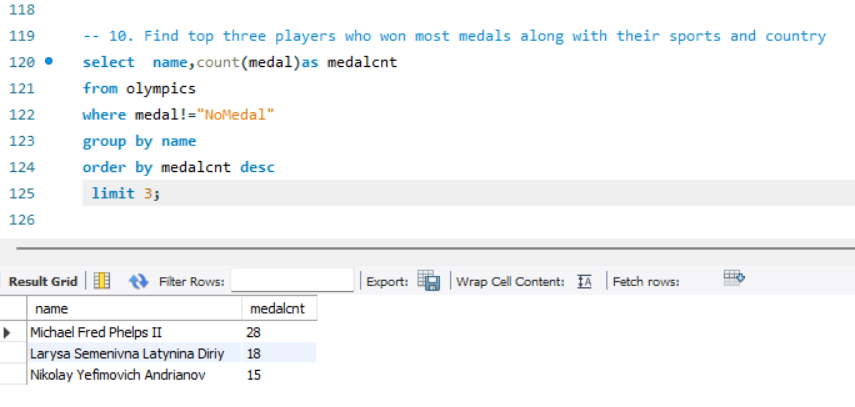 118
119 -- 10. Find top three players who won most medals along with their sports and country
120 select  name,count(medal)as medalcnt
121 from olympics
122 where medal!="NoMedal"
123 group by name
124 order by medalcnt desc
125  limit 3;
126
Result Grid Filter Rows: Export: Wrap Cell Content: IA Fetch rows:
name medalcnt
Michael Fred Phelps II 28
Larysa Semenivna Latynina Diriy 18
Nikolay Yefimovich Andrianov 15